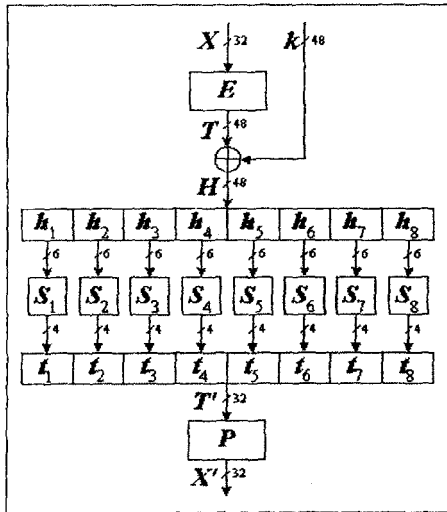 X 32 k 48
E
T 48
H 48
h1 h2 h3 h4 h5 h6 h7 h8
6 6 6 6 6 6 6 6
S1 S2 S3 S4 S5 S6 S7 S8
4 4 4 4 4 4 4 4
t1 t2 t3 t4 t5 t6 t7 t8
T' 32
P
X' 32